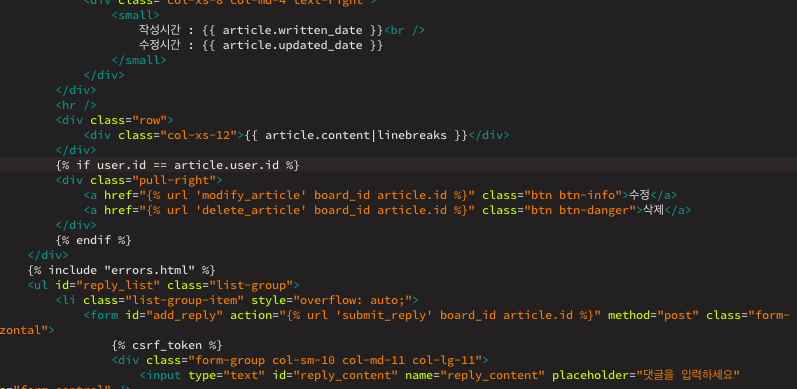 <div class="col-xs-8 col-md-4 text-right">
<small>
작성시간 : {{ article.written_date }}<br />
수정시간 : {{ article.updated_date }}
</small>
</div>
</div>
<hr />
<div class="row">
<div class="col-xs-12">{{ article.content|linebreaks }}</div>
</div>
{% if user.id == article.user.id %}
<div class="pull-right">
<a href="{% url 'modify_article' board_id article.id %}" class="btn btn-info">수정</a>
<a href="{% url 'delete_article' board_id article.id %}" class="btn btn-danger">삭제</a>
</div>
{% endif %}
</div>
{% include "errors.html" %}
<ul id="reply_list" class="list-group">
<li class="list-group-item" style="overflow: auto;">
<form id="add_reply" action="{% url 'submit_reply' board_id article.id %}" method="post" class="form-
zontal">
{% csrf_token %}
<div class="form-group col-sm-10 col-md-11 col-lg-11">
<input type="text" id="reply_content" name="reply_content" placeholder="댓글을 입력하세요"
="form-control" />